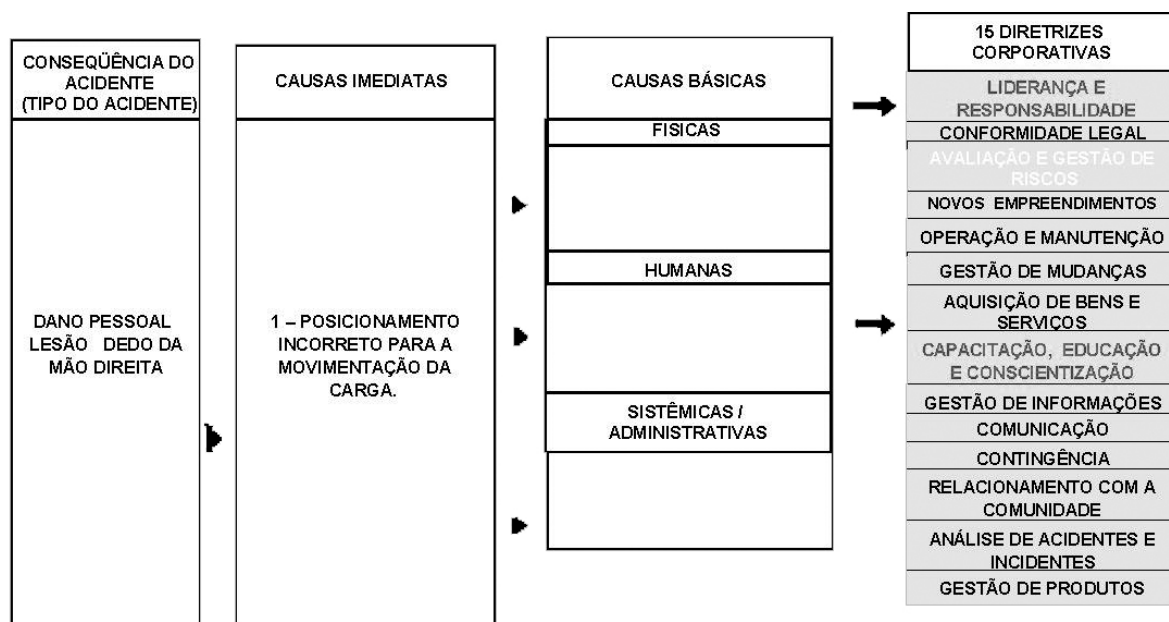 CONSEQÜÊNCIA DO
ACIDENTE
(TIPO DO ACIDENTE)
DANO PESSOAL
LESÃO DEDO DA
MÃO DIREITA
CAUSAS IMEDIATAS
1 – POSICIONAMENTO
INCORRETO PARA A
MOVIMENTAÇÃO DA
CARGA.
CAUSAS BÁSICAS
FISICAS
HUMANAS
SISTÊMICAS /
ADMINISTRATIVAS
15 DIRETRIZES
CORPORATIVAS
LIDERANÇA E
RESPONSABILIDADE
CONFORMIDADE LEGAL
AVALIAÇÃO E GESTÃO DE
RISCOS
NOVOS EMPREENDIMENTOS
OPERAÇÃO E MANUTENÇÃO
GESTÃO DE MUDANÇAS
AQUISIÇÃO DE BENS E
SERVIÇOS
CAPACITAÇÃO, EDUCAÇÃO
E CONSCIENTIZAÇÃO
GESTÃO DE INFORMAÇÕES
COMUNICAÇÃO
CONTINGÊNCIA
RELACIONAMENTO COM A
COMUNIDADE
ANÁLISE DE ACIDENTES E
INCIDENTES
GESTÃO DE PRODUTOS